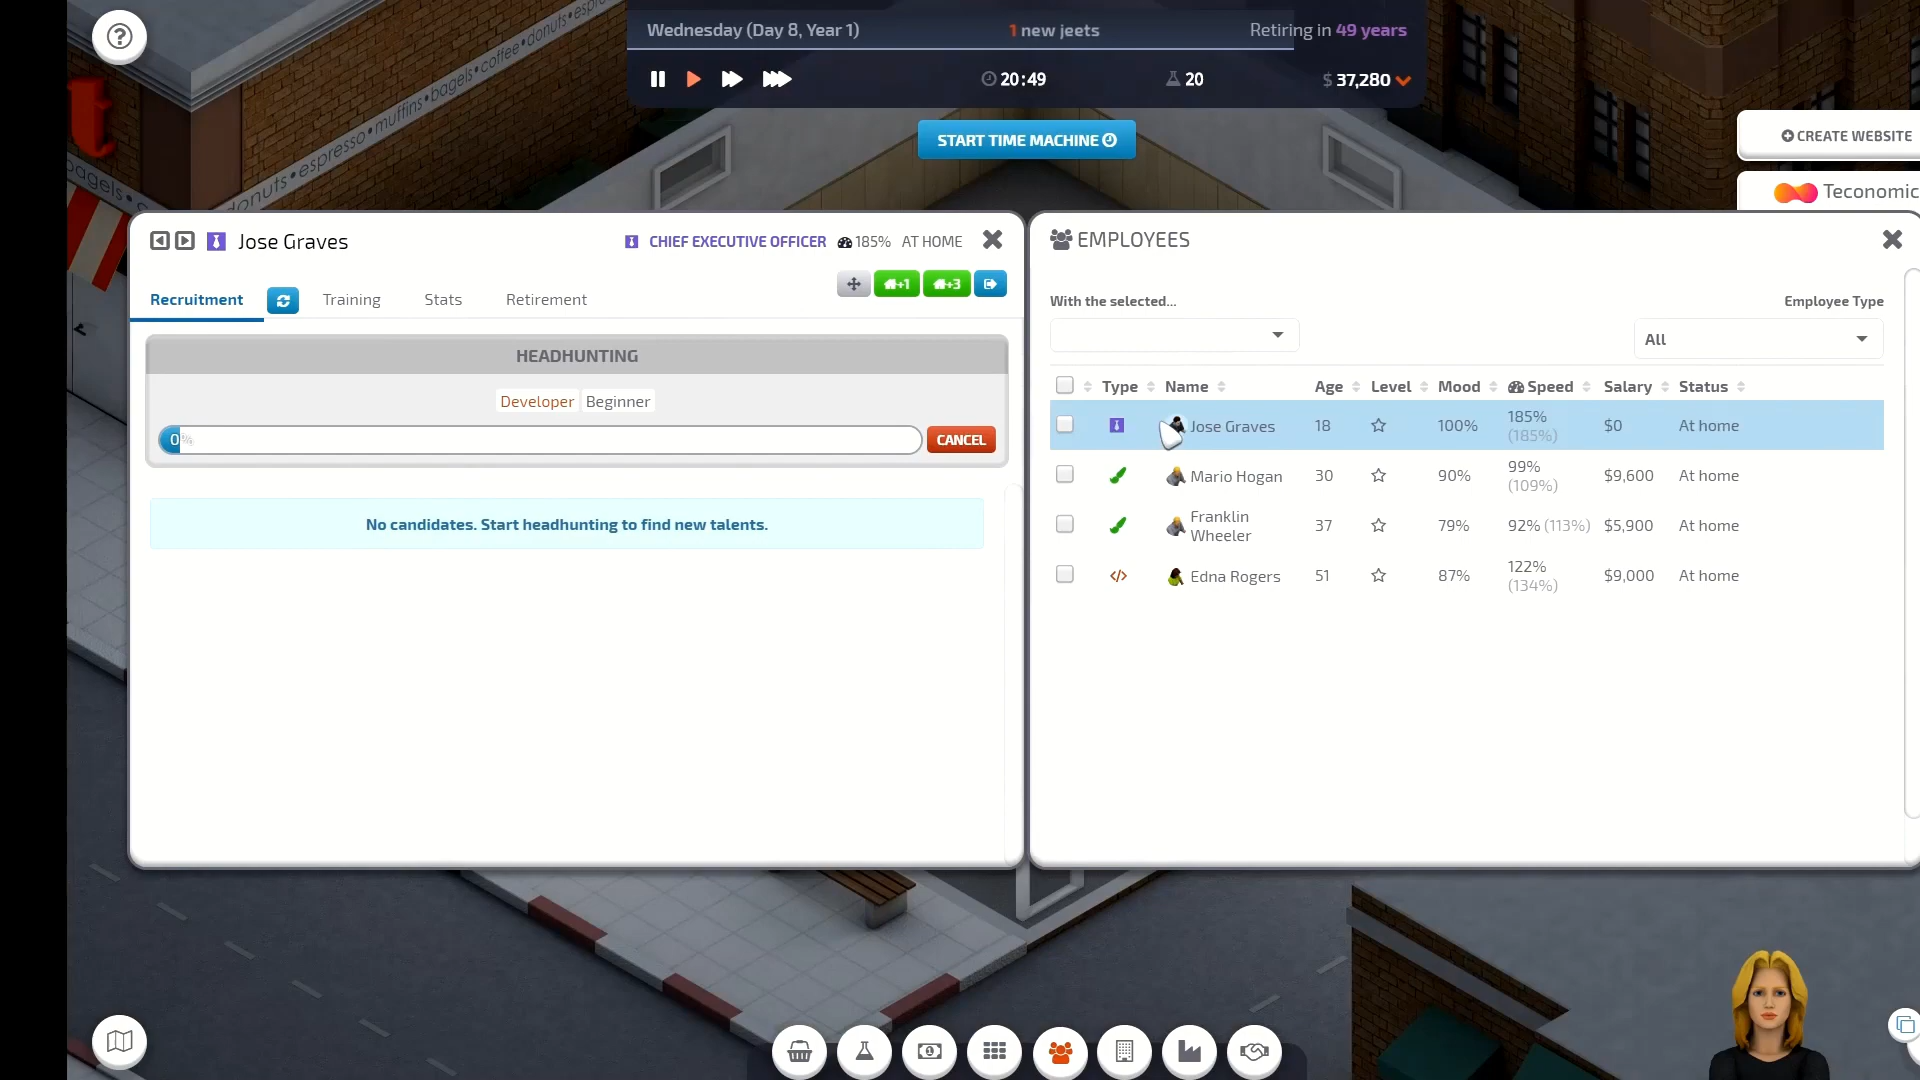 donuts • espresso • muffins • bagels • coffee • donuts • espr
t
bagels
Wednesday (Day 8, Year 1)
1 new jeets
Retiring in 49 years
20:49
20
$ 37,280
START TIME MACHINE
CREATE WEBSITE
Teconomic
Jose Graves
CHIEF EXECUTIVE OFFICER
185%
AT HOME
+1
+3
Recruitment
Training
Stats
Retirement
HEADHUNTING
Developer Beginner
0%
CANCEL
No candidates. Start headhunting to find new talents.
EMPLOYEES
With the selected...
Employee Type
All
Type Name Age Level Mood Speed Salary Status
Jose Graves 18 100% 185% (185%) $0 At home
Mario Hogan 30 90% 99% (109%) $9,600 At home
Franklin Wheeler 37 79% 92% (113%) $5,900 At home
</> Edna Rogers 51 87% 122% (134%) $9,000 At home